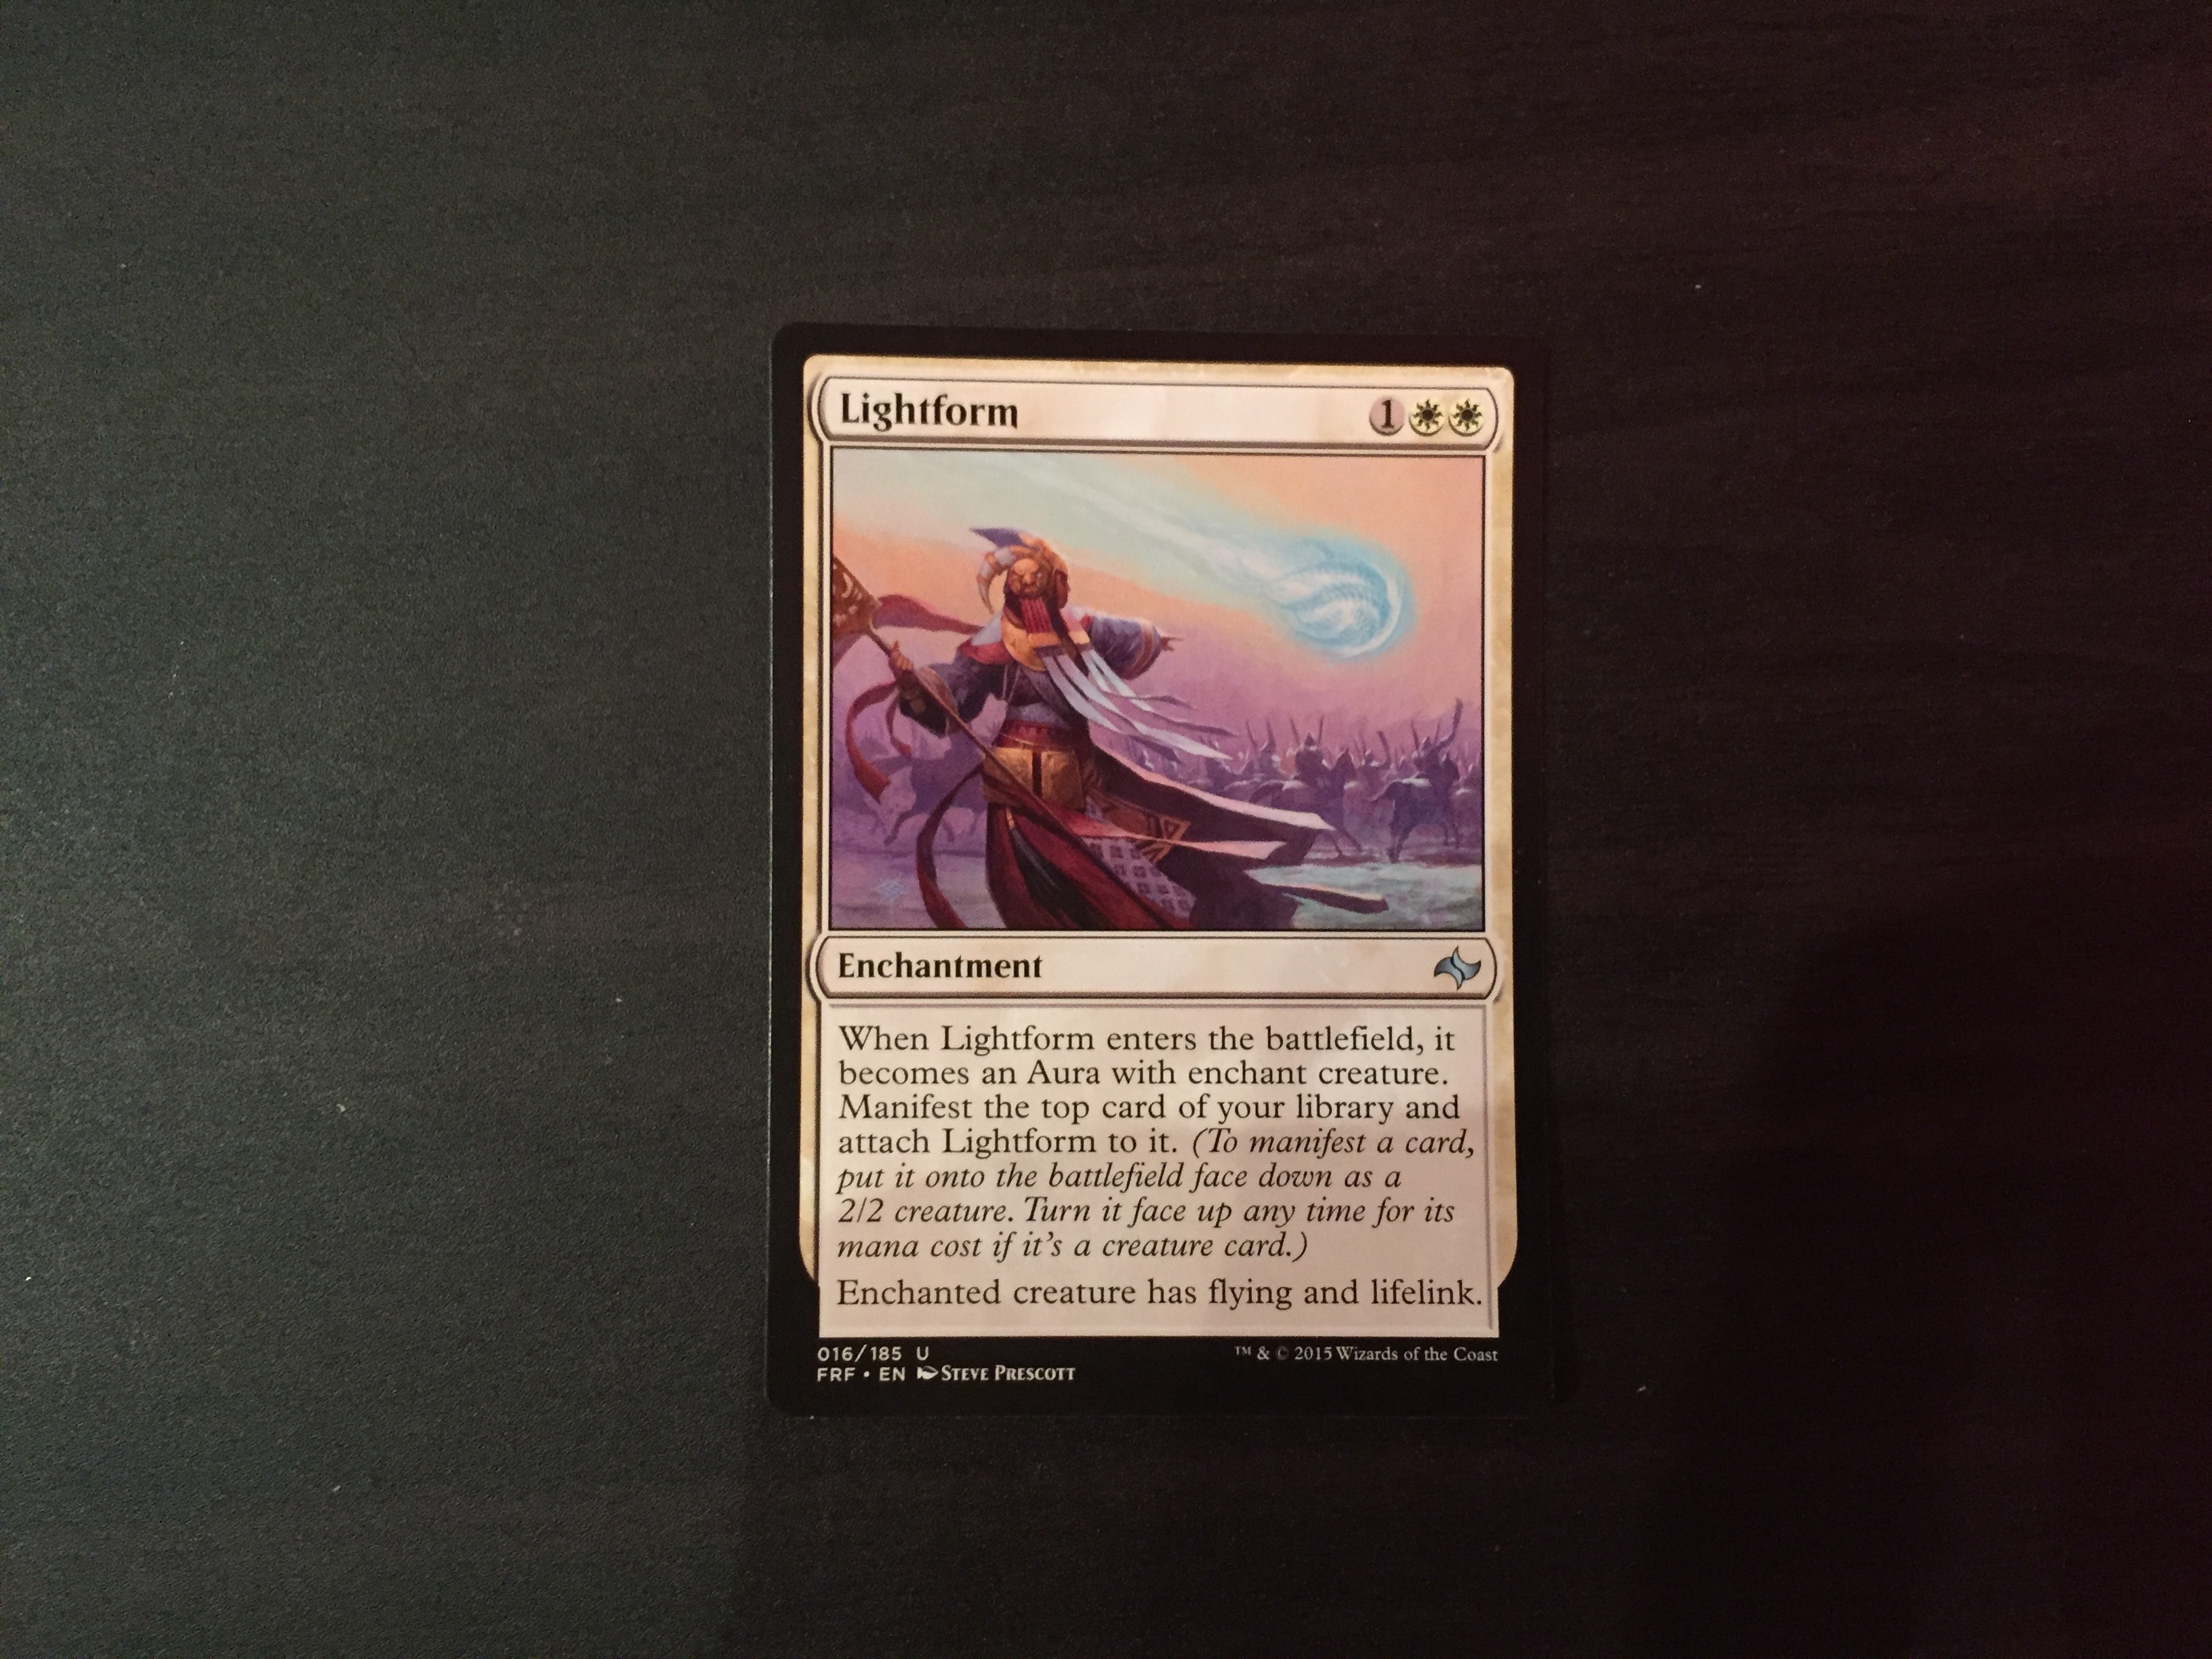 Lightform 1
Enchantment
When Lightform enters the battlefield, it
becomes an Aura with enchant creature.
Manifest the top card of your library and
attach Lightform to it. (To manifest a card,
put it onto the battlefield face down as a
2/2 creature. Turn it face up any time for its
mana cost if it's a creature card.)
Enchanted creature has flying and lifelink.
016/185 U
™ & © 2015 Wizards of the Coast
FRF • EN Steve Prescott